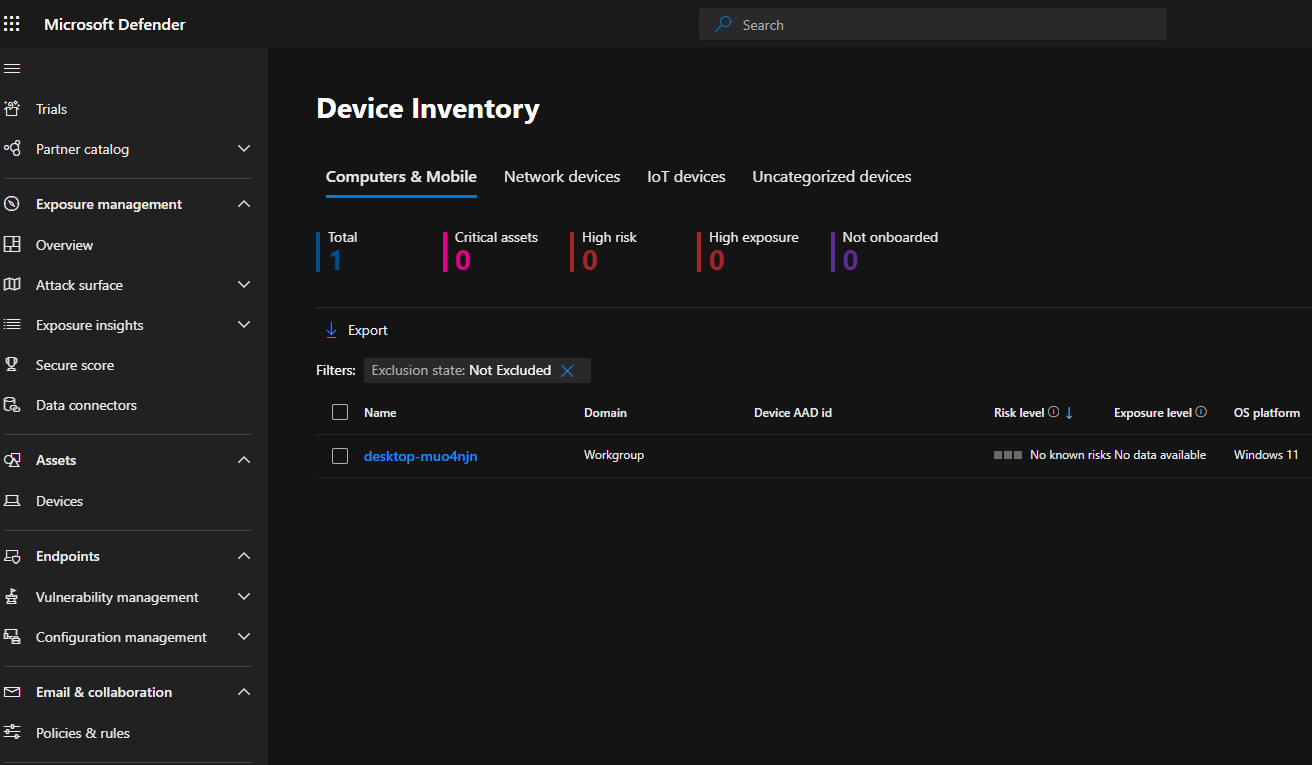 Microsoft Defender
Search
Trials
Partner catalog
Exposure management
Overview
Attack surface
Exposure insights
Secure score
Data connectors
Assets
Devices
Endpoints
Vulnerability management
Configuration management
Email & collaboration
Policies & rules
Device Inventory
Computers & Mobile Network devices IoT devices Uncategorized devices
Total Critical assets High risk High exposure Not onboarded
1 0 0 0 0
Export
Filters: Exclusion state: Not Excluded
Name Domain Device AAD id Risk level Exposure level OS platform
desktop-muo4njn Workgroup No known risks No data available Windows 11